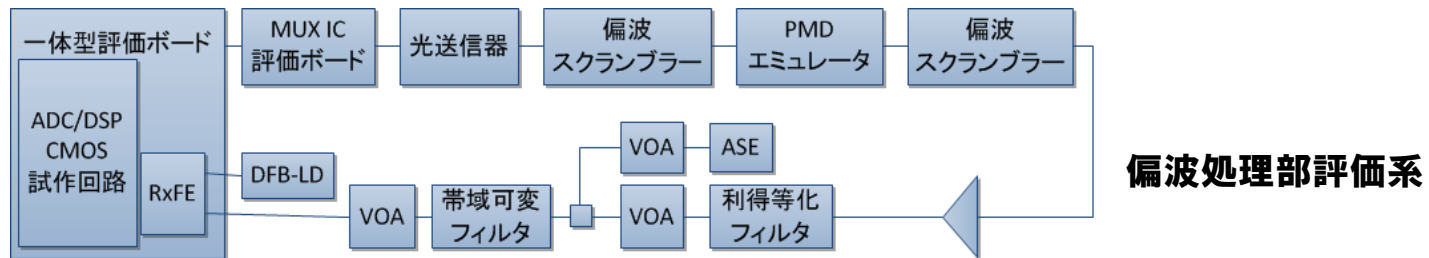 一体型評価ボード
ADC/DSP
CMOS
試作回路
RxFE
MUX IC
評価ボード
光送信器
偏波
スクランブラー
PMD
エミュレータ
偏波
スクランブラー
DFB-LD
VOA
帯域可変
フィルタ
VOA
ASE
VOA
利得等化
フィルタ
偏波処理部評価系